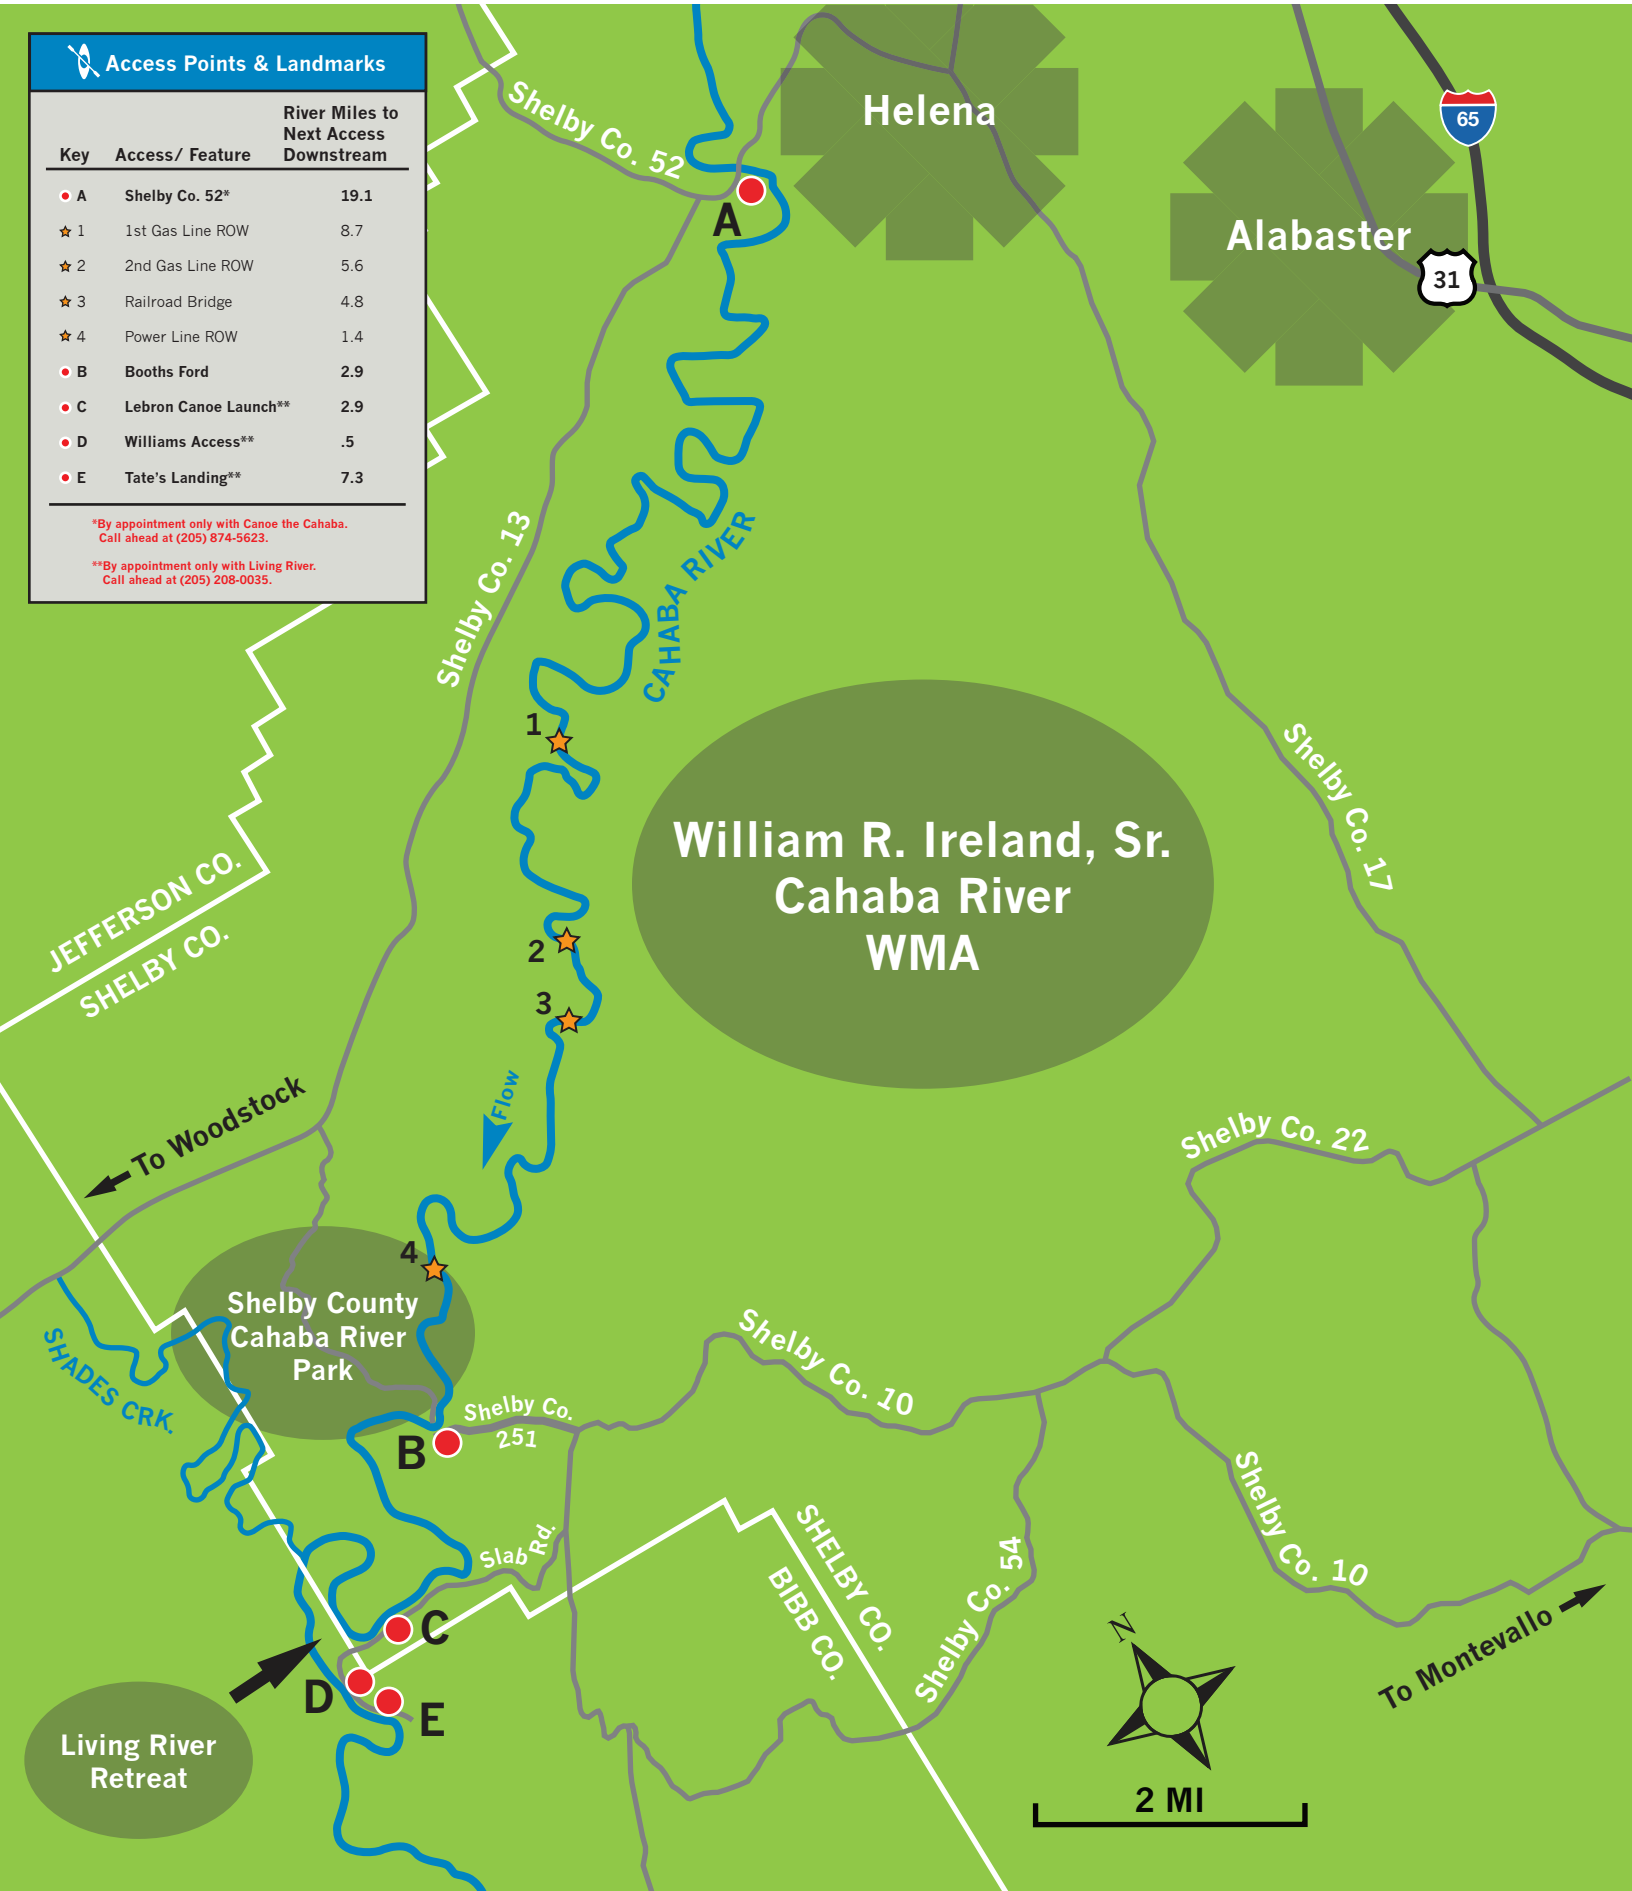 Access Points & Landmarks
River Miles to
Next Access
Key Access/ Feature Downstream
A Shelby Co. 52* 19.1
1 1st Gas Line ROW 8.7
2 2nd Gas Line ROW 5.6
3 Railroad Bridge 4.8
4 Power Line ROW 1.4
B Booths Ford 2.9
C Lebron Canoe Launch** 2.9
D Williams Access** .5
E Tate's Landing** 7.3
*By appointment only with Canoe the Cahaba.
Call ahead at (205) 874-5623.
**By appointment only with Living River.
Call ahead at (205) 208-0035.
Shelby Co. 52
Helena
65
A
Alabaster
31
Shelby Co. 13
CAHABA RIVER
1
William R. Ireland, Sr.
Cahaba River
WMA
Shelby Co. 17
JEFFERSON CO.
SHELBY CO.
2
3
Flow
To Woodstock
Shelby Co. 22
4
Shelby County
Cahaba River
Park
SHADES CRK.
Shelby Co. 10
Shelby Co.
251
B
Slab Rd.
SHELBY CO.
BIBB CO.
Shelby Co. 54
Shelby Co. 10
C
D
E
Living River
Retreat
N
To Montevallo
2 MI